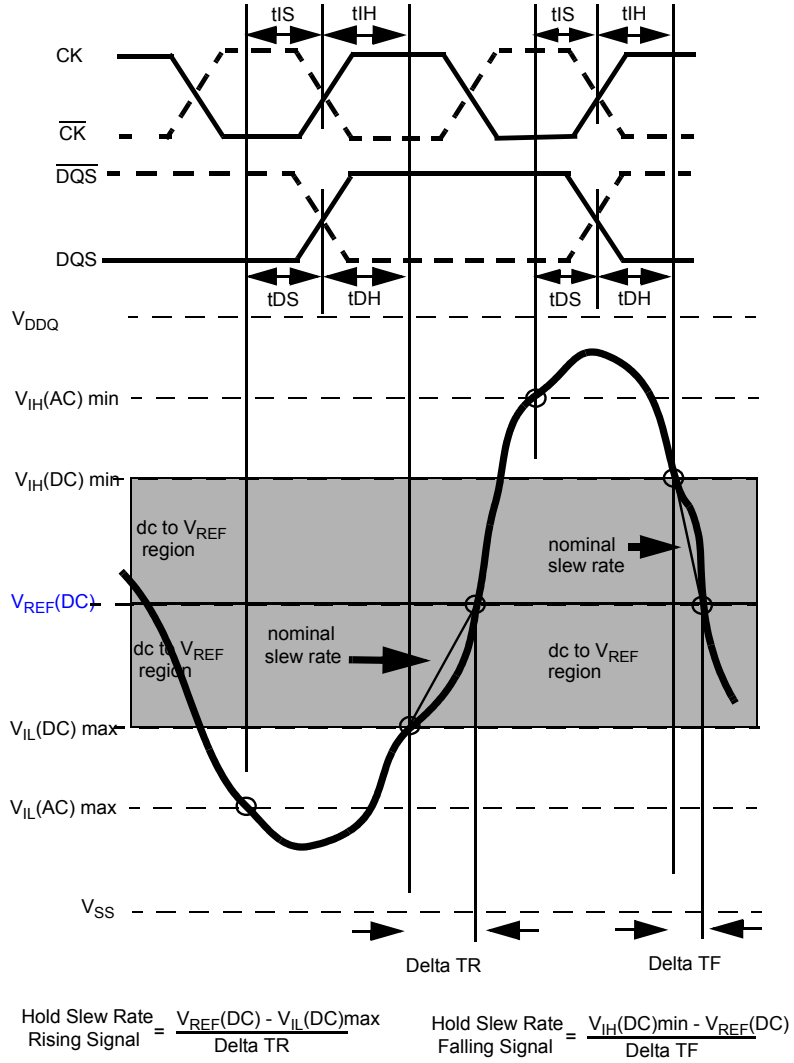 tIS tIH tIS tIH
CK
CK
DQS
DQS
tDS tDH tDS tDH
VDDQ
VIH(AC) min
VIH(DC) min
dc to VREF
region
nominal
slew rate
VREF(DC)
dc to VREF
region
nominal
slew rate
dc to VREF
region
VIL(DC) max
VIL(AC) max
VSS
Delta TR Delta TF
Hold Slew Rate
Rising Signal
=
VREF(DC) - VIL(DC)max
Delta TR
Hold Slew Rate
Falling Signal
=
VIH(DC)min - VREF(DC)
Delta TF